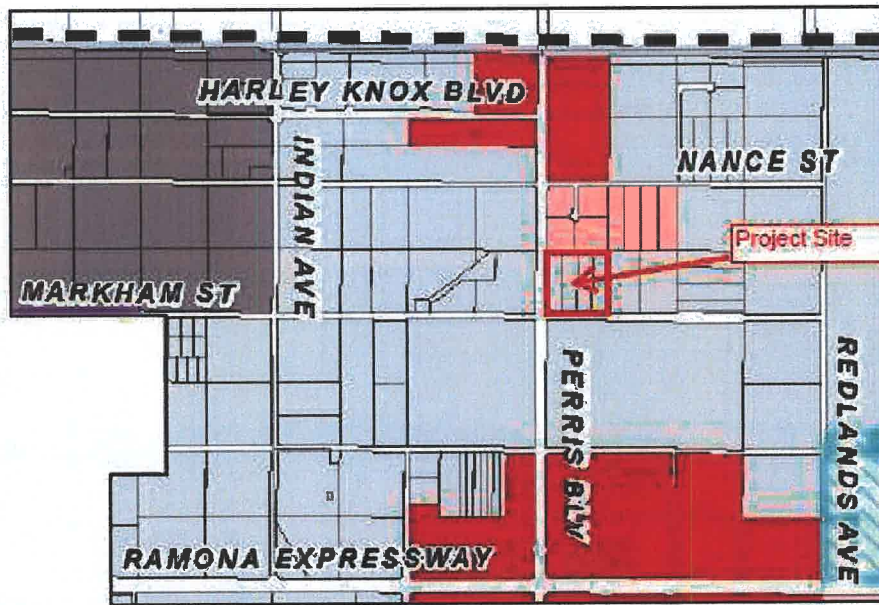 HARLEY KNOX BLVD
INDIAN AVE
NANCE ST
Project Site
MARKHAM ST
PERRIS BLV
REDLANDS AVE
RAMONA EXPRESSWAY